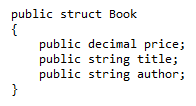 public struct Book
{
    public decimal price;
    public string title;
    public string author;
}